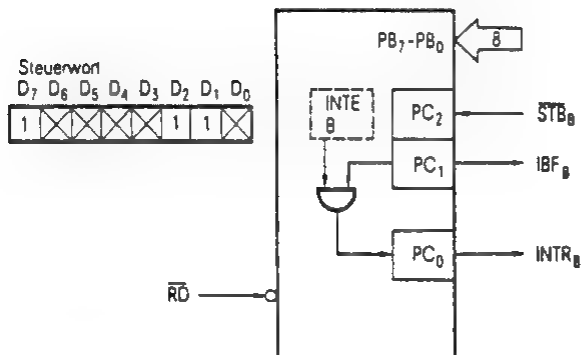 Steuerwort
D7 D6 D5 D4 D3 D2 D1 D0
1 1 1
PB7-PB0
8
INTE
B
PC2
STBB
PC1
IBFB
PC0
INTRB
RD